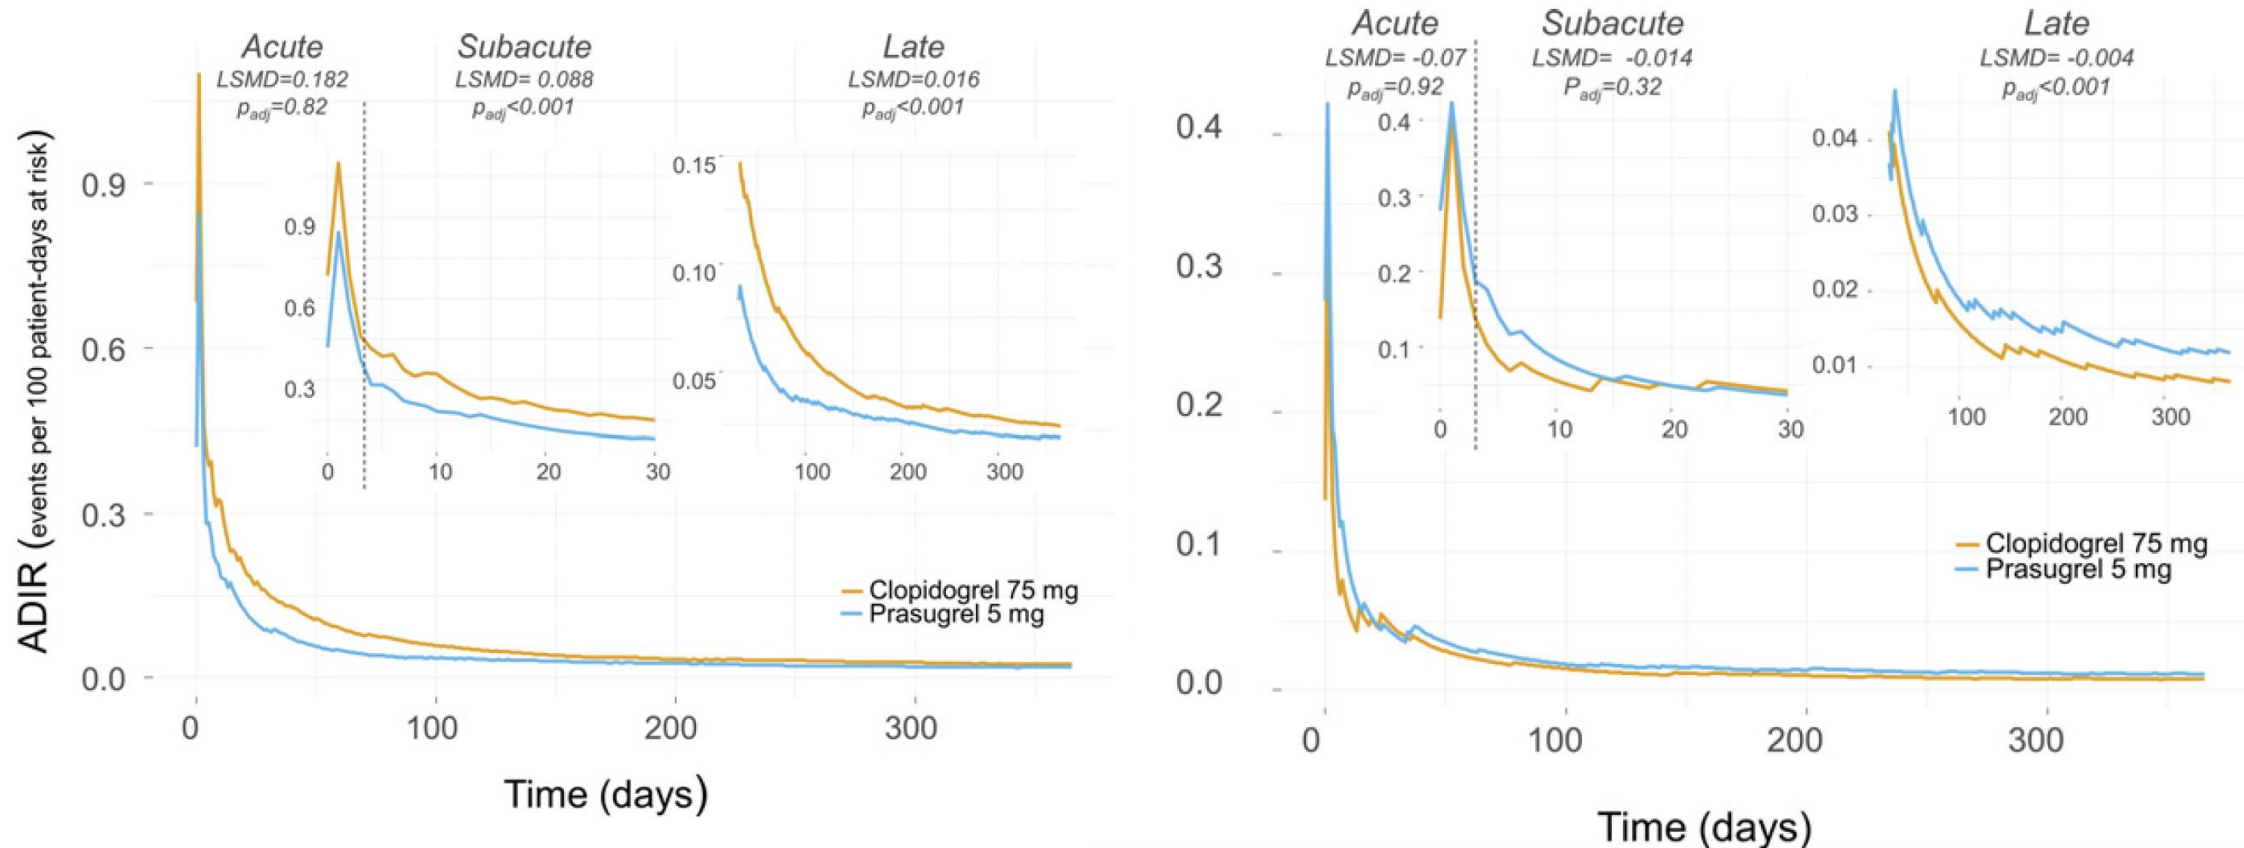 Acute
Subacute
Late
LSMD=0.182
LSMD= 0.088
LSMD=0.016
padj=0.82
padj<0.001
padj<0.001
ADIR (events per 100 patient-days at risk)
0.9
0.6
0.3
0.0
0.9
0.6
0.3
0
10
20
30
0.15
0.10
0.05
100
200
300
Clopidogrel 75 mg
Prasugrel 5 mg
0
100
200
300
Time (days)
Acute
Subacute
Late
LSMD= -0.07
LSMD= -0.014
LSMD= -0.004
padj=0.92
Padj=0.32
padj<0.001
0.4
0.3
0.2
0.1
0.0
0.4
0.3
0.2
0.1
0
10
20
30
0.04
0.03
0.02
0.01
100
200
300
Clopidogrel 75 mg
Prasugrel 5 mg
0
100
200
300
Time (days)